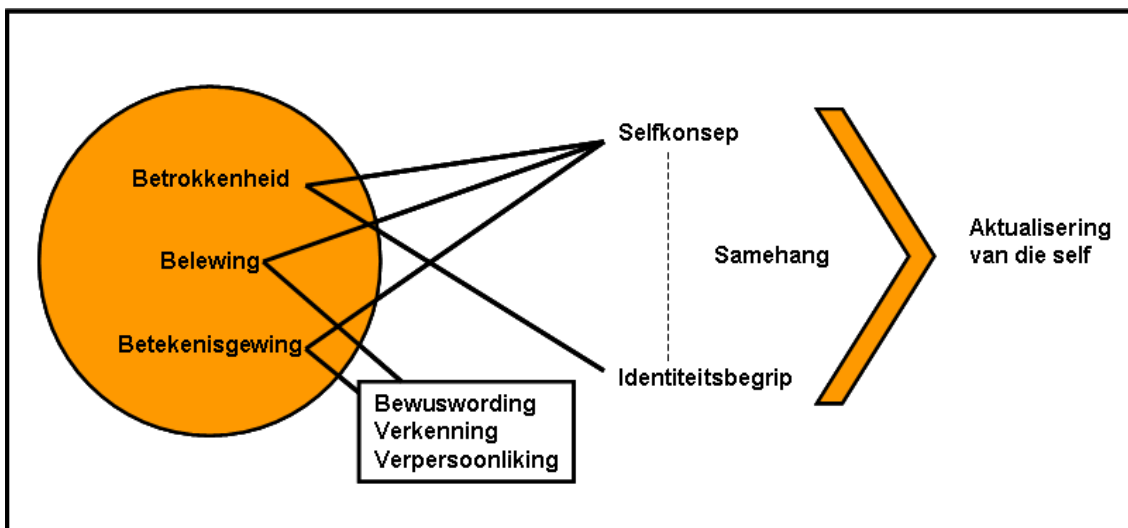 Betrokkenheid
Belewing
Betekenisgewing
Bewuswording
Verkenning
Verpersoonliking
Selfkonsep
Samehang
Identiteitsbegrip
Aktualisering
van die self